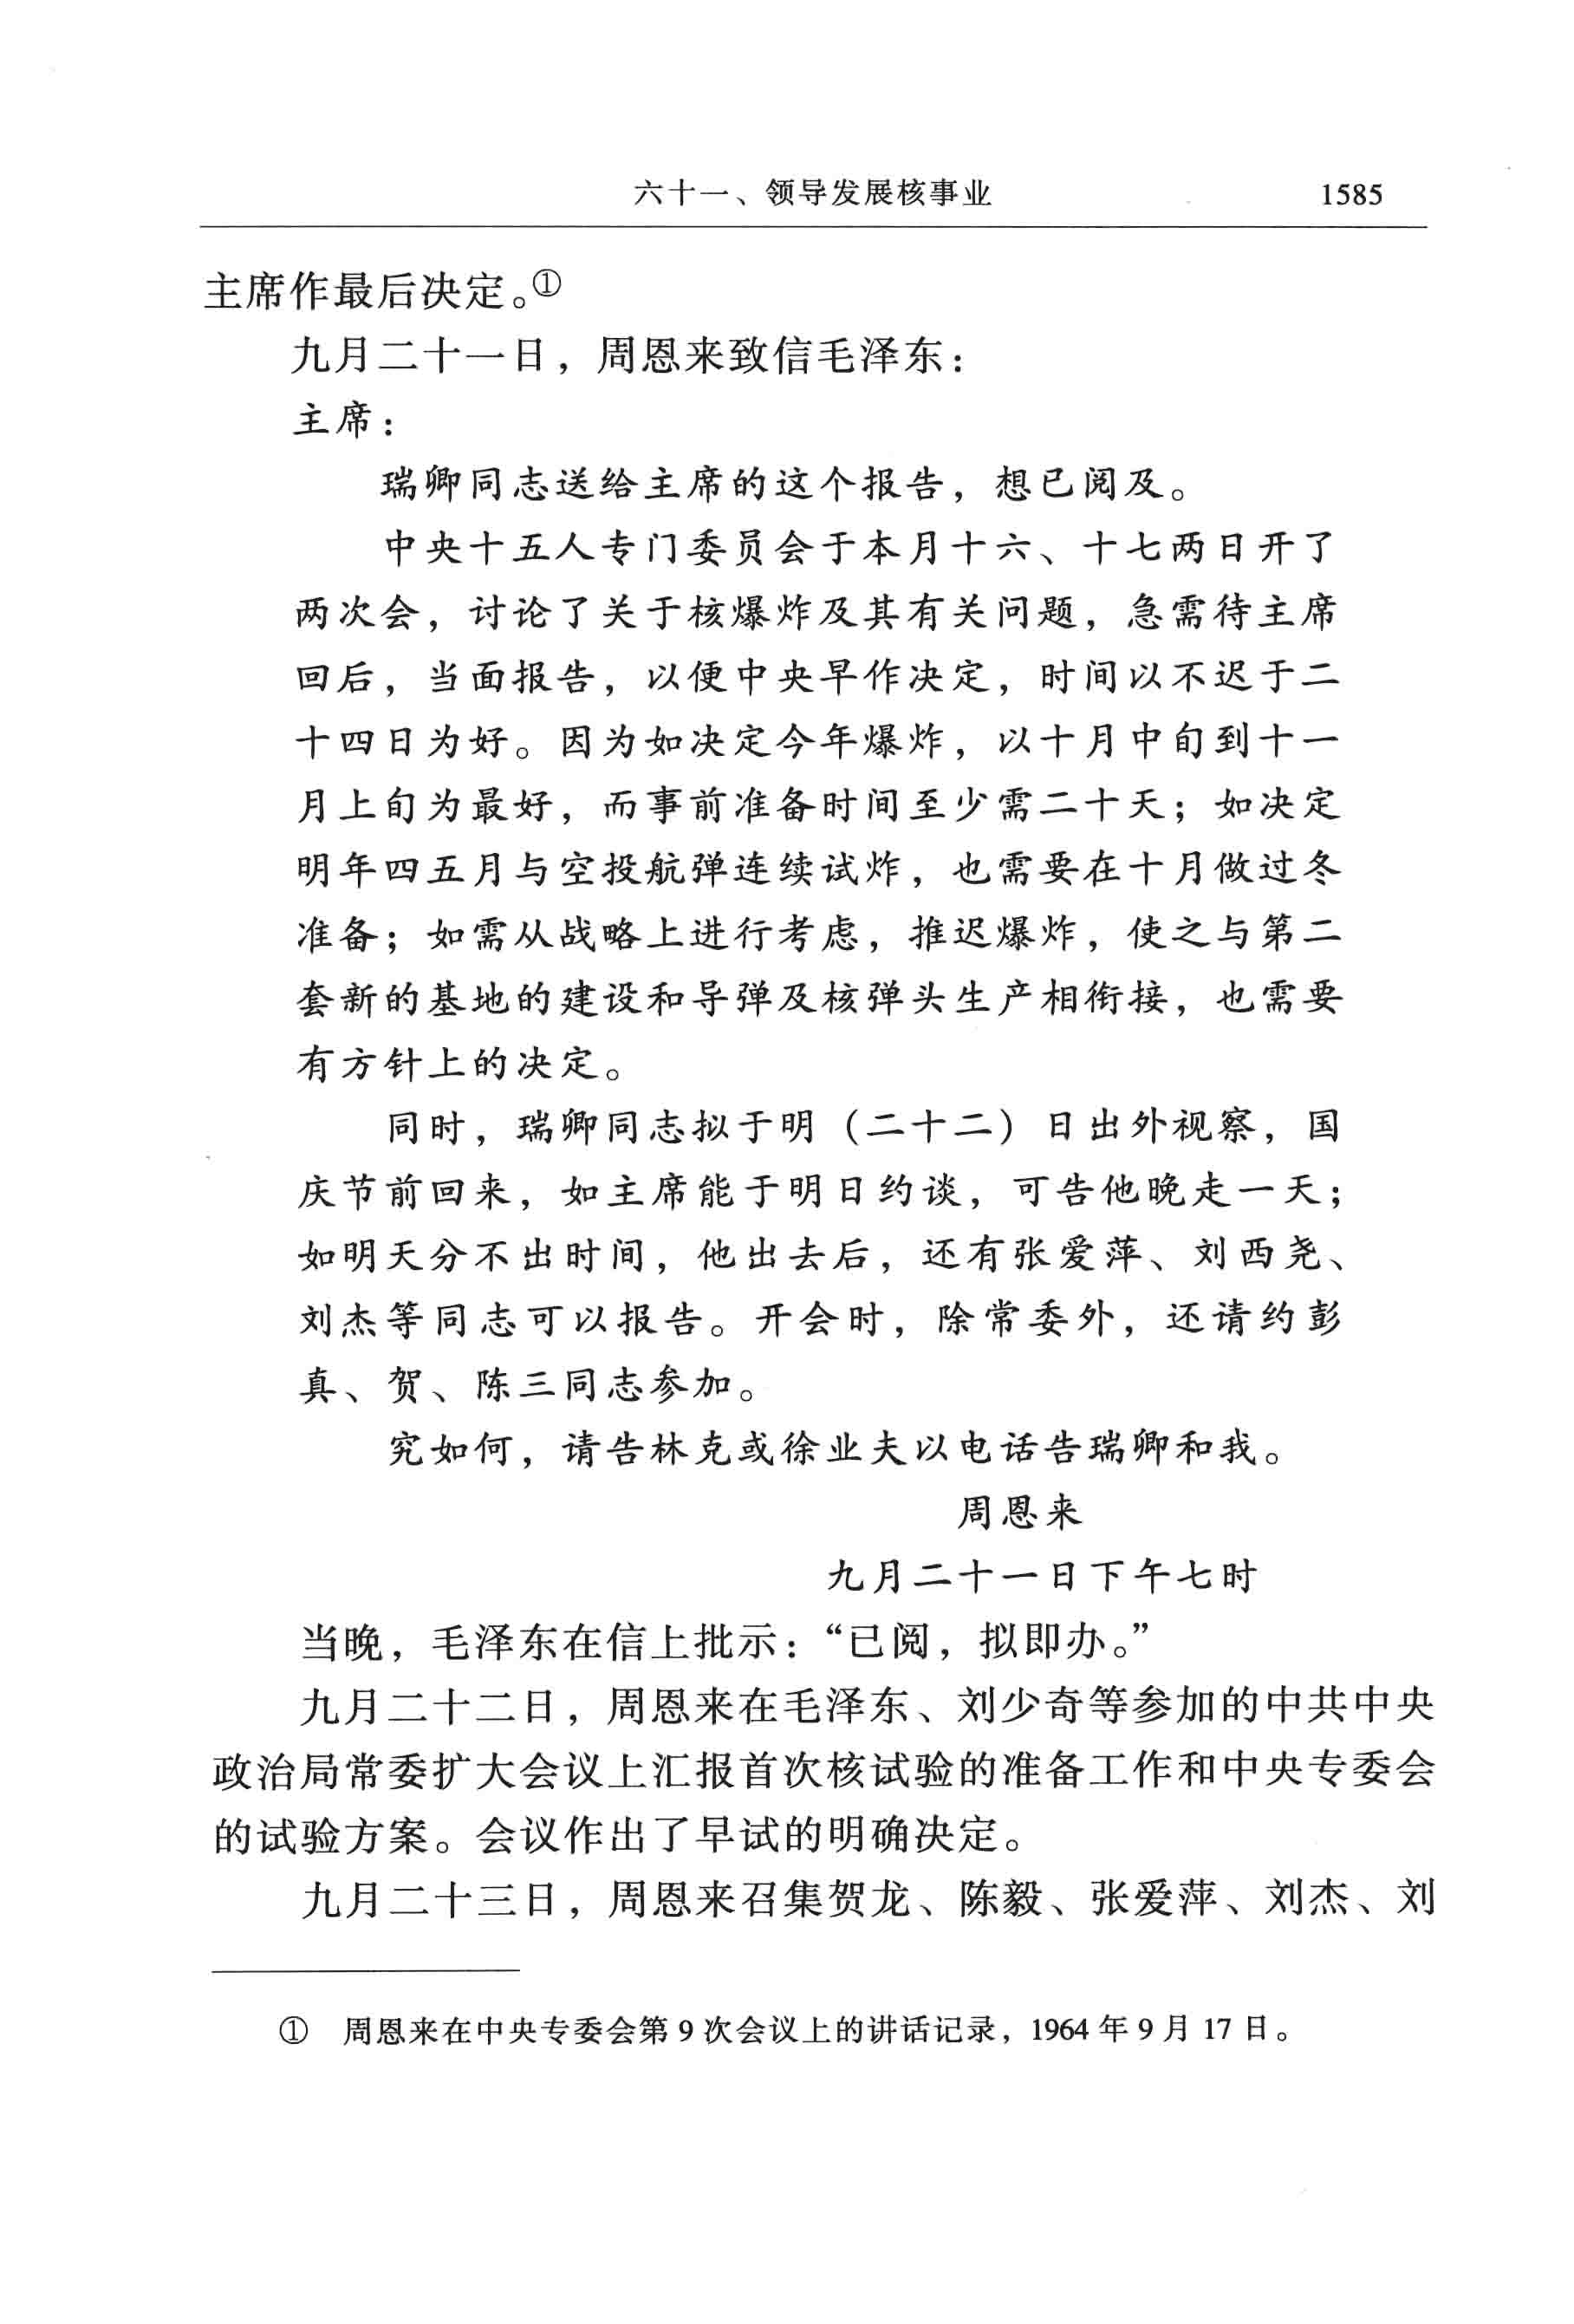 六十一、领导发展核事业 1585
主席作最后决定。①
九月二十一日，周恩来致信毛泽东：
主席：
瑞卿同志送给主席的这个报告，想已阅及。
中央十五人专门委员会于本月十六、十七两日开了
两次会，讨论了关于核爆炸及其有关问题，急需待主席
回后，当面报告，以便中央早作决定，时间以不迟于二
十四日为好。因为如决定今年爆炸，以十月中旬到十一
月上旬为最好，而事前准备时间至少需二十天；如决定
明年四五月与空投航弹连续试炸，也需要在十月做过冬
准备；如需从战略上进行考虑，推迟爆炸，使之与第二
套新的基地的建设和导弹及核弹头生产相衔接，也需要
有方针上的决定。
同时，瑞卿同志拟于明（二十二）日出外视察，国
庆节前回来，如主席能于明日约谈，可告他晚走一天；
如明天分不出时间，他出去后，还有张爱萍、刘西尧、
刘杰等同志可以报告。开会时，除常委外，还请约彭
真、贺、陈三同志参加。
究如何，请告林克或徐业夫以电话告瑞卿和我。
周恩来
九月二十一日下午七时
当晚，毛泽东在信上批示：“已阅，拟即办。”
九月二十二日，周恩来在毛泽东、刘少奇等参加的中共中央
政治局常委扩大会议上汇报首次核试验的准备工作和中央专委会
的试验方案。会议作出了早试的明确决定。
九月二十三日，周恩来召集贺龙、陈毅、张爱萍、刘杰、刘
① 周恩来在中央专委会第9次会议上的讲话记录，1964年9月17日。